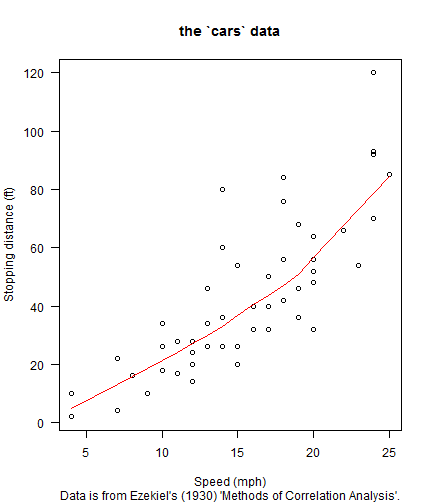 the `cars` data
120
100
80
60
40
20
0
Stopping distance (ft)
5 10 15 20 25
Speed (mph)
Data is from Ezekiel's (1930) 'Methods of Correlation Analysis'.